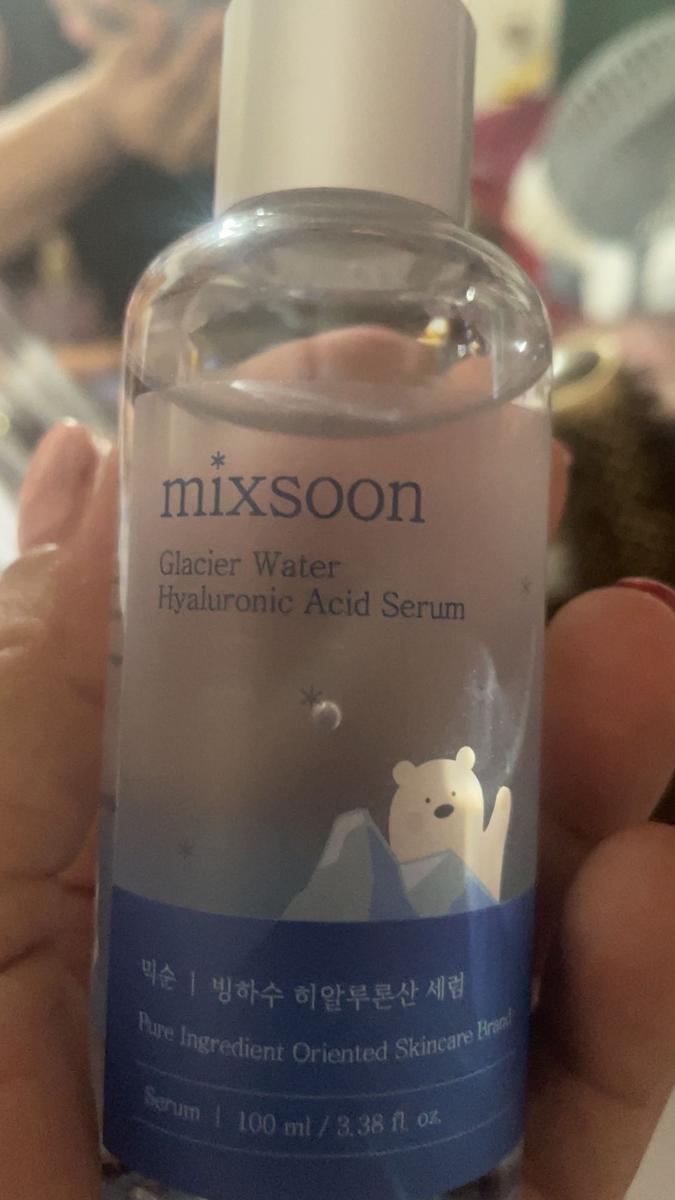 mixsoon
Glacier Water
Hyaluronic Acid Serum
믹순 | 빙하수 히알루론산 세럼
Pure Ingredient Oriented Skincare Brand
Serum | 100 ml / 3.38 fl. oz.